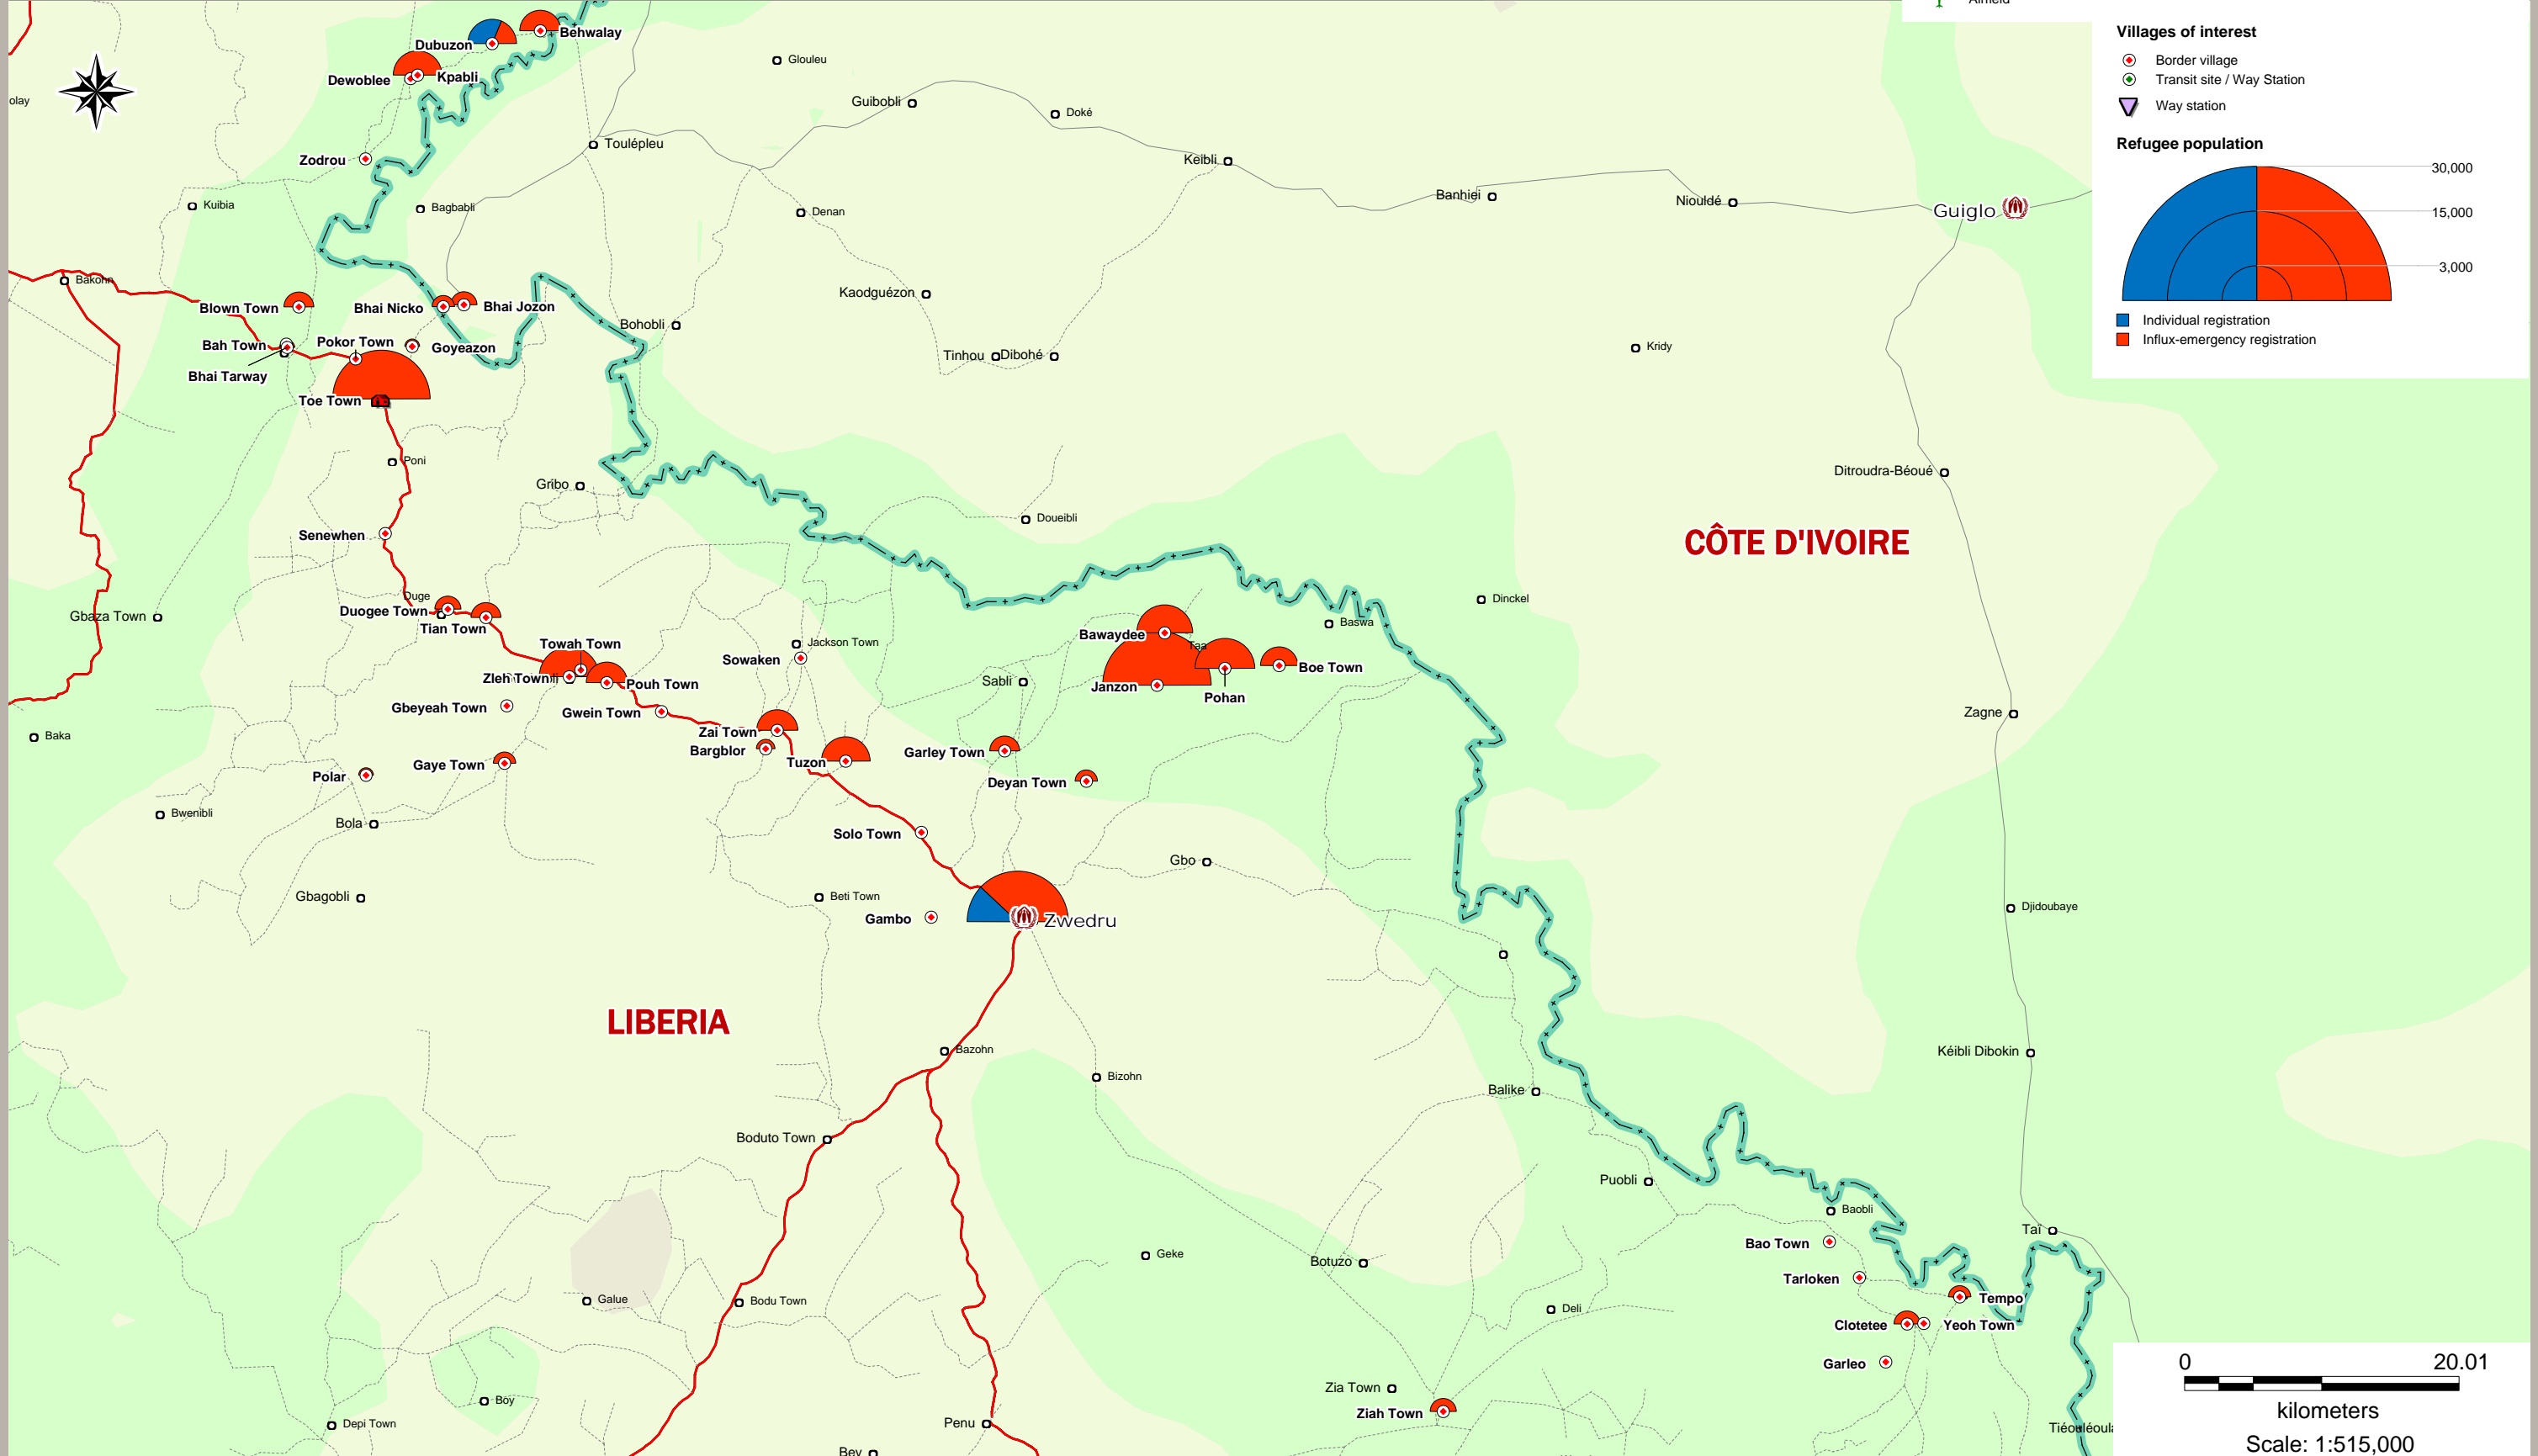 Airfield
Villages of interest
Border village
Transit site / Way Station
Way station
Refugee population
30,000
15,000
3,000
Individual registration
Influx-emergency registration
Behwalay
Dubuzon
Dewoblee
Kpabli
Glouleu
olay
Guibobli
Doké
Toulépleu
Zodrou
Keibli
Banhiei
Niouldé
Guiglo
Kuibia
Bagbabli
Denan
Bakohn
Kaodguézon
Blown Town
Bhai Nicko
Bhai Jozon
Bohobli
Bah Town
Pokor Town
Goyeazon
Tinhou
Dibohé
Kridy
Bhai Tarway
Toe Town
Poni
Ditroudra-Béoué
Gribo
Doueibli
Senewhen
CÔTE D'IVOIRE
Duge
Duogee Town
Gbaza Town
Tian Town
Dinckel
Baswa
Towah Town
Jackson Town
Bawaydee
Taa
Sowaken
Boe Town
Zleh Town
Pouh Town
Sabli
Janzon
Pohan
Gbeyeah Town
Gwein Town
Zagne
Baka
Zai Town
Bargblor
Garley Town
Gaye Town
Tuzon
Polar
Deyan Town
Bwenibli
Bola
Solo Town
Gbo
Gbagobli
Beti Town
Djidoubaye
Gambo
Zwedru
LIBERIA
Bazohn
Kéibli Dibokin
Bizohn
Balike
Boduto Town
Puobli
Baobli
Taï
Bao Town
Geke
Botuzo
Tarloken
Galue
Bodu Town
Tempo
Deli
Clotetee
Yeoh Town
Garleo
0 20.01
kilometers
Scale: 1:515,000
Zia Town
Boy
Ziah Town
Depi Town
Penu
Tiéouléoula
Bey